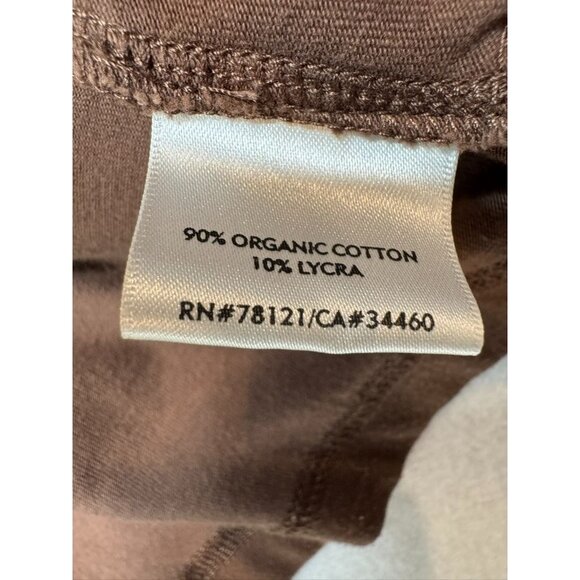 90% ORGANIC COTTON
10% LYCRA
RN#78121/CA#34460